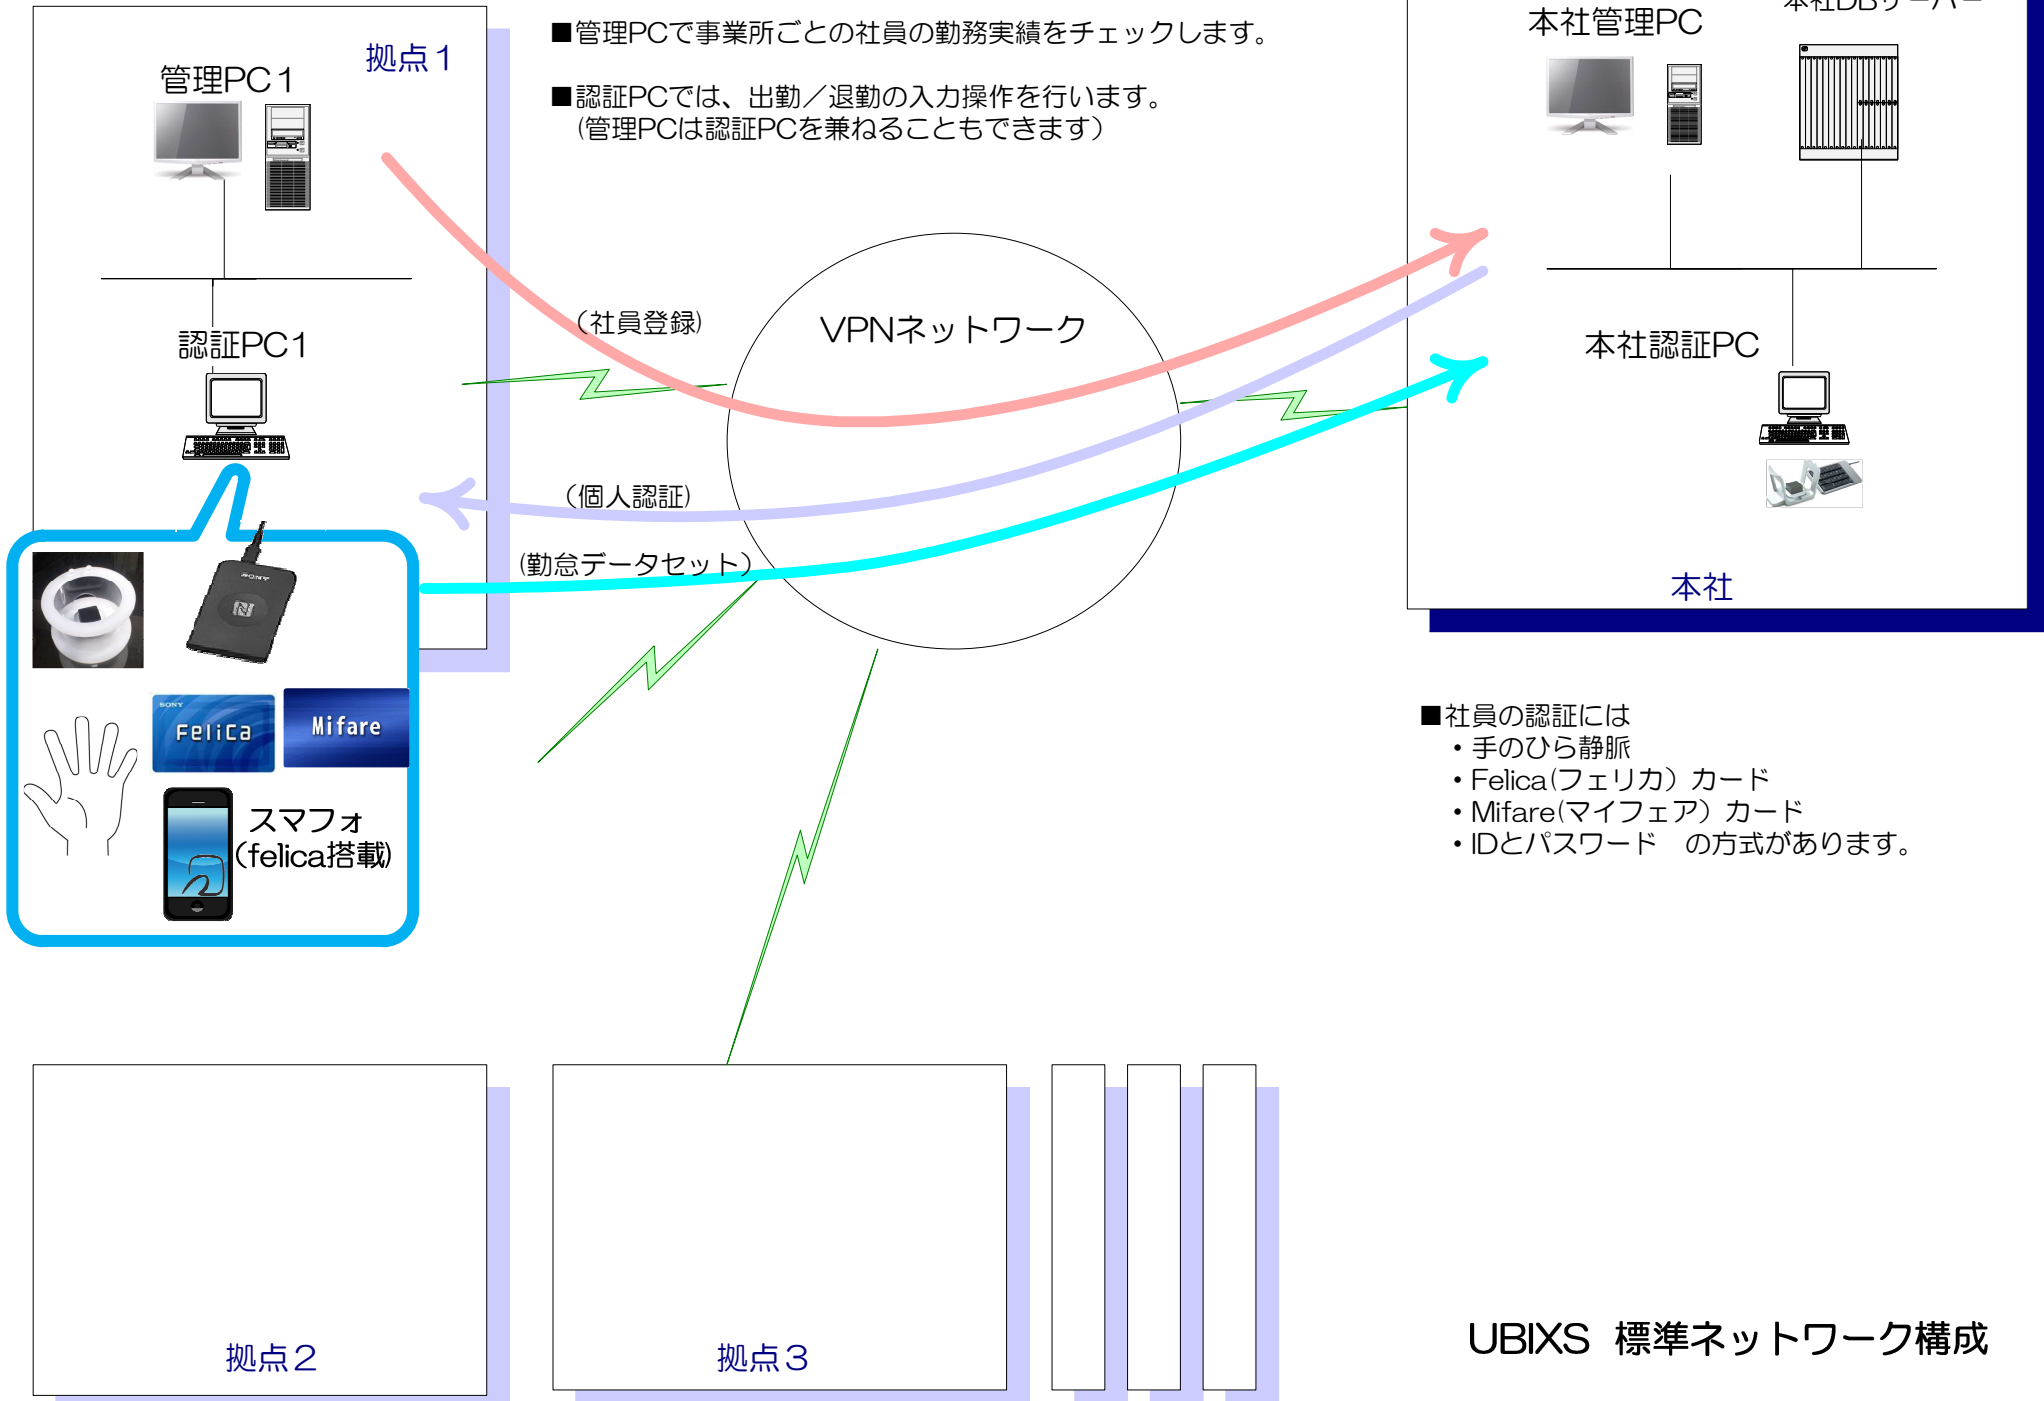 拠点１
管理PC１
■管理PCで事業所ごとの社員の勤務実績をチェックします。
■認証PCでは、出勤／退勤の入力操作を行います。
(管理PCは認証PCを兼ねることもできます）
本社管理PC
本社DBサーバー
認証PC１
（社員登録)
VPNネットワーク
本社認証PC
（個人認証)
(勤怠データセット）
本社
SONY
SONY
FeliCa
Mifare
スマフォ
（felica搭載)
■社員の認証には
・手のひら静脈
・Felica(フェリカ）カード
・Mifare(マイフェア）カード
・IDとパスワード　の方式があります。
拠点２
拠点３
UBIXS 標準ネットワーク構成